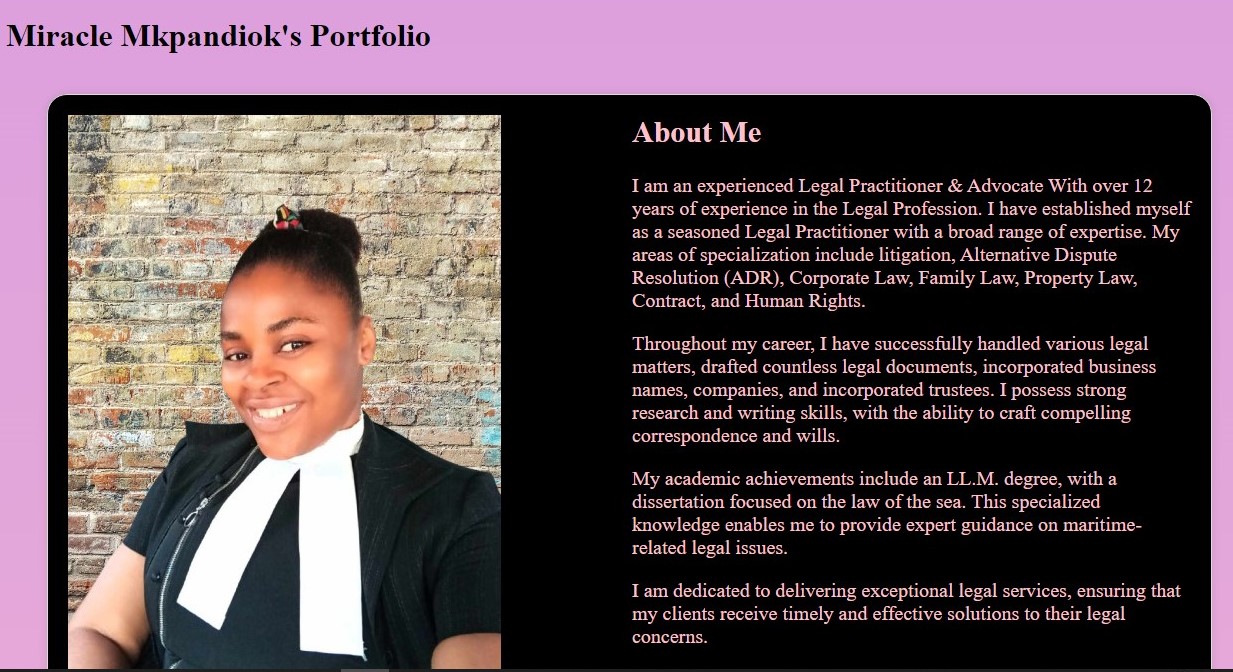 Miracle Mkpandiok's Portfolio
About Me
I am an experienced Legal Practitioner & Advocate With over 12
years of experience in the Legal Profession. I have established myself
as a seasoned Legal Practitioner with a broad range of expertise. My
areas of specialization include litigation, Alternative Dispute
Resolution (ADR), Corporate Law, Family Law, Property Law,
Contract, and Human Rights.
Throughout my career, I have successfully handled various legal
matters, drafted countless legal documents, incorporated business
names, companies, and incorporated trustees. I possess strong
research and writing skills, with the ability to craft compelling
correspondence and wills.
My academic achievements include an LL.M. degree, with a
dissertation focused on the law of the sea. This specialized
knowledge enables me to provide expert guidance on maritime-
related legal issues.
I am dedicated to delivering exceptional legal services, ensuring that
my clients receive timely and effective solutions to their legal
concerns.